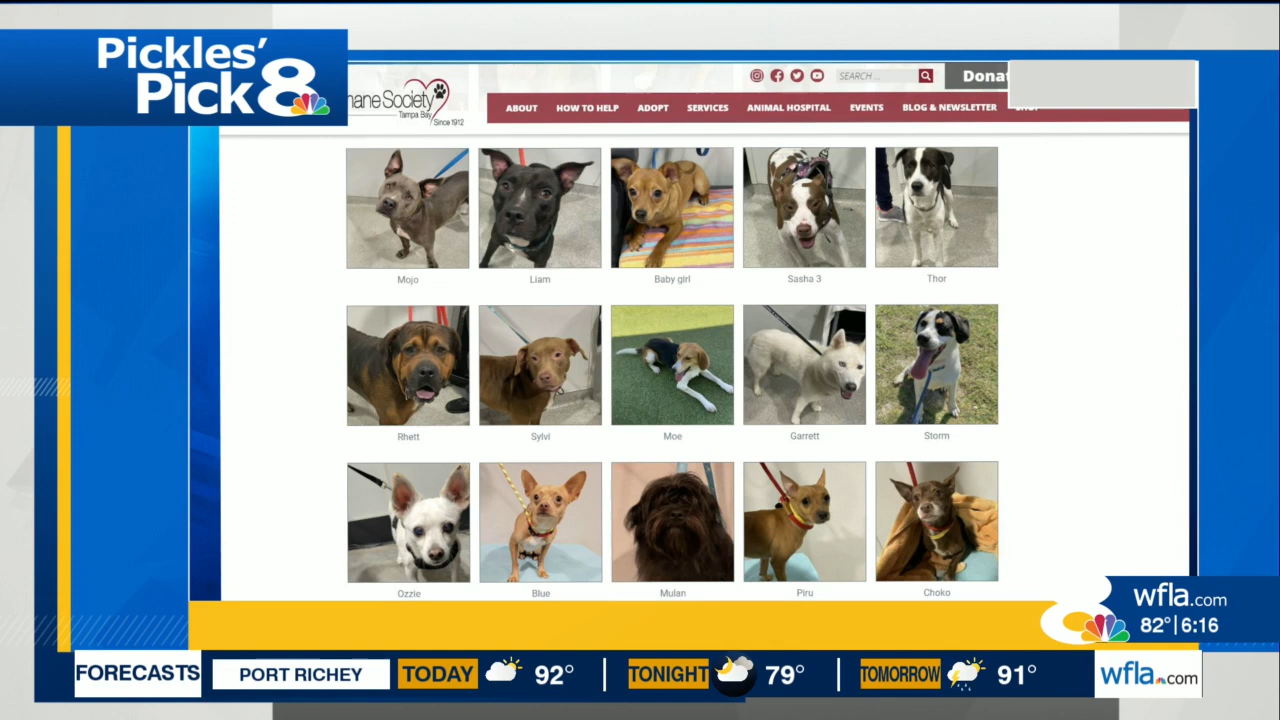 Pickles'
Pick 8
Society
Tampa Bay
Since 1912
SEARCH ...
ABOUT HOW TO HELP ADOPT SERVICES ANIMAL HOSPITAL EVENTS BLOG & NEWSLETTER
Mojo Liam Baby girl Sasha 3 Thor
Rhett Sylvi Moe Garrett Storm
Ozzie Blue Mulan Piru Choko
wfla.com
82° | 6:16
FORECASTS PORT RICHEY TODAY 92° | TONIGHT 79° | TOMORROW 91° wfla.com